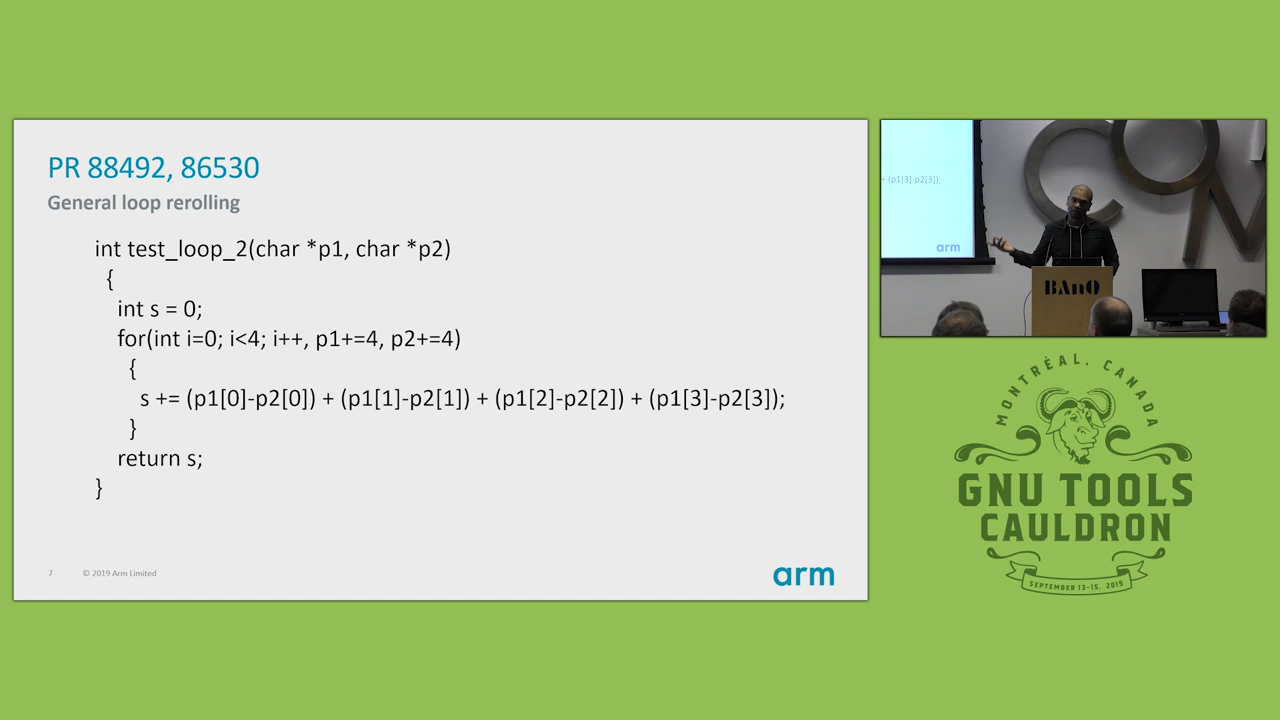 PR 88492, 86530
General loop rerolling
int test_loop_2(char *p1, char *p2)
{
int s = 0;
for(int i=0; i<4; i++, p1+=4, p2+=4)
{
s += (p1[0]-p2[0]) + (p1[1]-p2[1]) + (p1[2]-p2[2]) + (p1[3]-p2[3]);
}
return s;
}
7 © 2019 Arm Limited
arm
+ (p1[3]-p2[3]);
arm
CON
BAnQ
MONTRÉAL, CANADA
GNU TOOLS
CAULDRON
SEPTEMBER 13-15, 2019